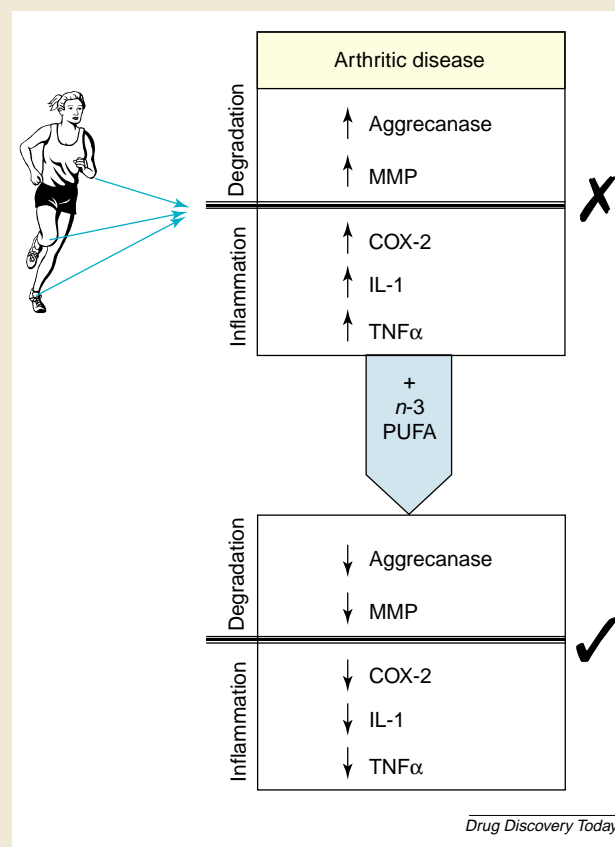 Arthritic disease
Degradation
↑ Aggrecanase
↑ MMP
Inflammation
↑ COX-2
↑ IL-1
↑ TNFα
+
n-3
PUFA
Degradation
↓ Aggrecanase
↓ MMP
Inflammation
↓ COX-2
↓ IL-1
↓ TNFα
Drug Discovery Today